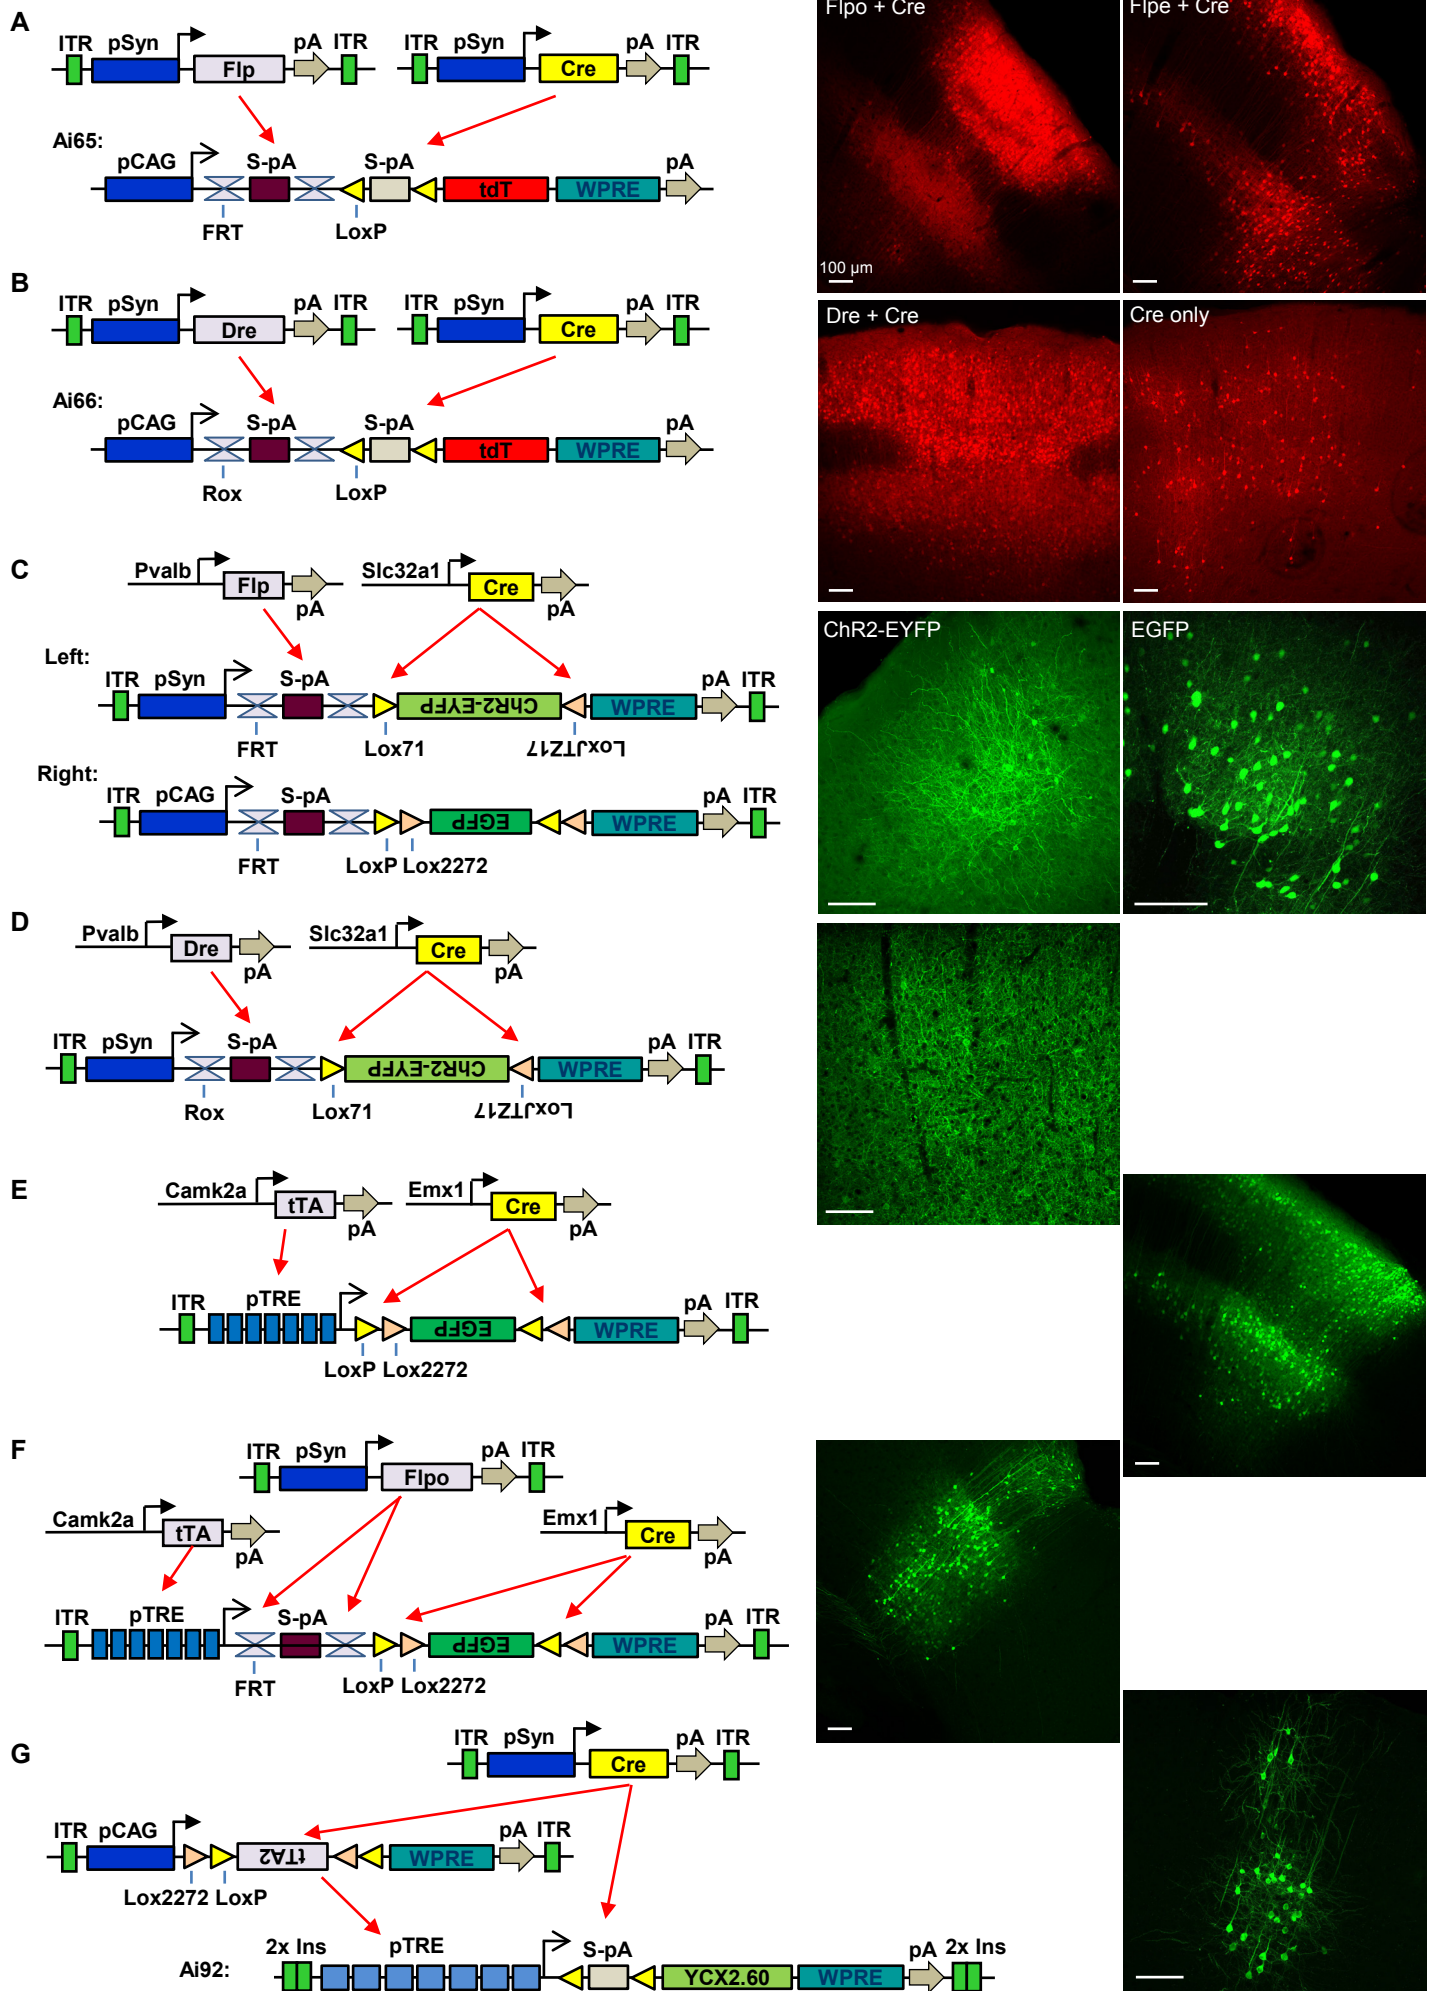 A
ITR pSyn pA ITR
Flp
ITR pSyn pA ITR
Cre
Ai65:
pCAG S-pA S-pA pA
tdT WPRE
FRT LoxP
Flpo + Cre
100 µm
Flpe + Cre
B
ITR pSyn pA ITR
Dre
ITR pSyn pA ITR
Cre
Ai66:
pCAG S-pA S-pA pA
tdT WPRE
Rox LoxP
Dre + Cre
Cre only
C
Pvalb
Flp
pA
Slc32a1
Cre
pA
Left:
ITR pSyn S-pA pA ITR
ChR2-EYFP WPRE
FRT Lox71 LoxJTZ17
Right:
ITR pCAG S-pA pA ITR
EGFP WPRE
FRT LoxP Lox2272
ChR2-EYFP
EGFP
D
Pvalb
Dre
pA
Slc32a1
Cre
pA
ITR pSyn S-pA pA ITR
ChR2-EYFP WPRE
Rox Lox71 LoxJTZ17
E
Camk2a
tTA
pA
Emx1
Cre
pA
ITR pTRE pA ITR
EGFP WPRE
LoxP Lox2272
F
ITR pSyn pA ITR
Flpo
Camk2a
tTA
pA
Emx1
Cre
pA
ITR pTRE S-pA pA ITR
EGFP WPRE
FRT LoxP Lox2272
G
ITR pSyn pA ITR
Cre
ITR pCAG pA ITR
tTA2 WPRE
Lox2272 LoxP
Ai92:
2x Ins pTRE S-pA pA 2x Ins
YCX2.60 WPRE